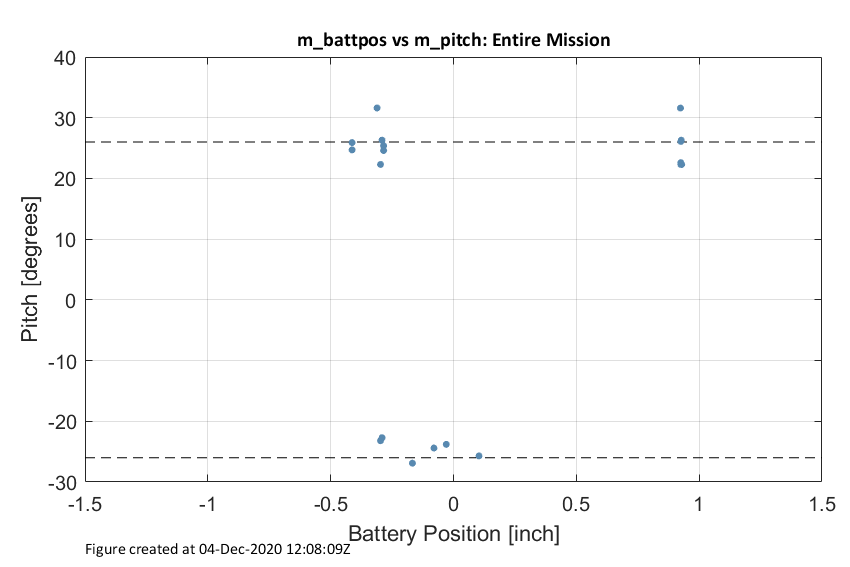 m_battpos vs m_pitch: Entire Mission
40
30
20
10
0
-10
-20
-30
Pitch [degrees]
-1.5 -1 -0.5 0 0.5 1 1.5
Battery Position [inch]
Figure created at 04-Dec-2020 12:08:09Z